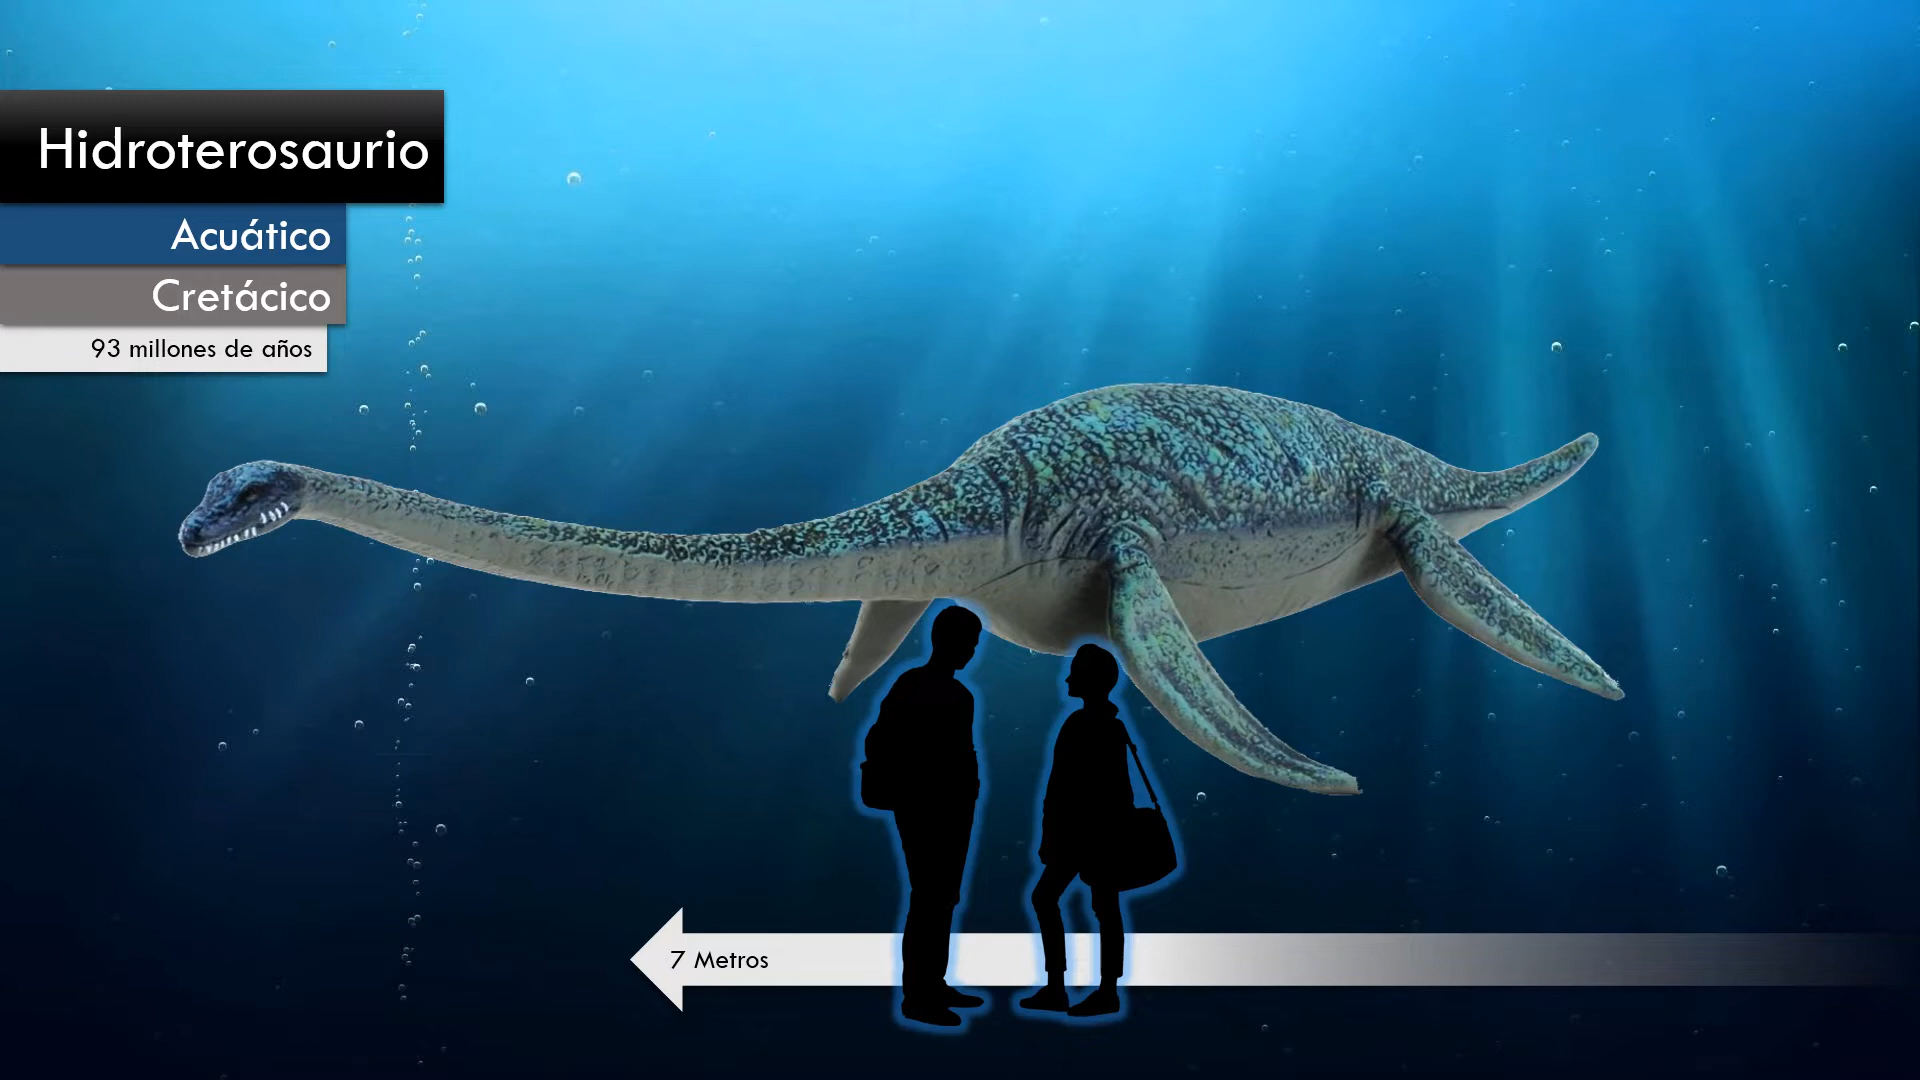 Hidroterosaurio
Acuático
Cretácico
93 millones de años
7 Metros